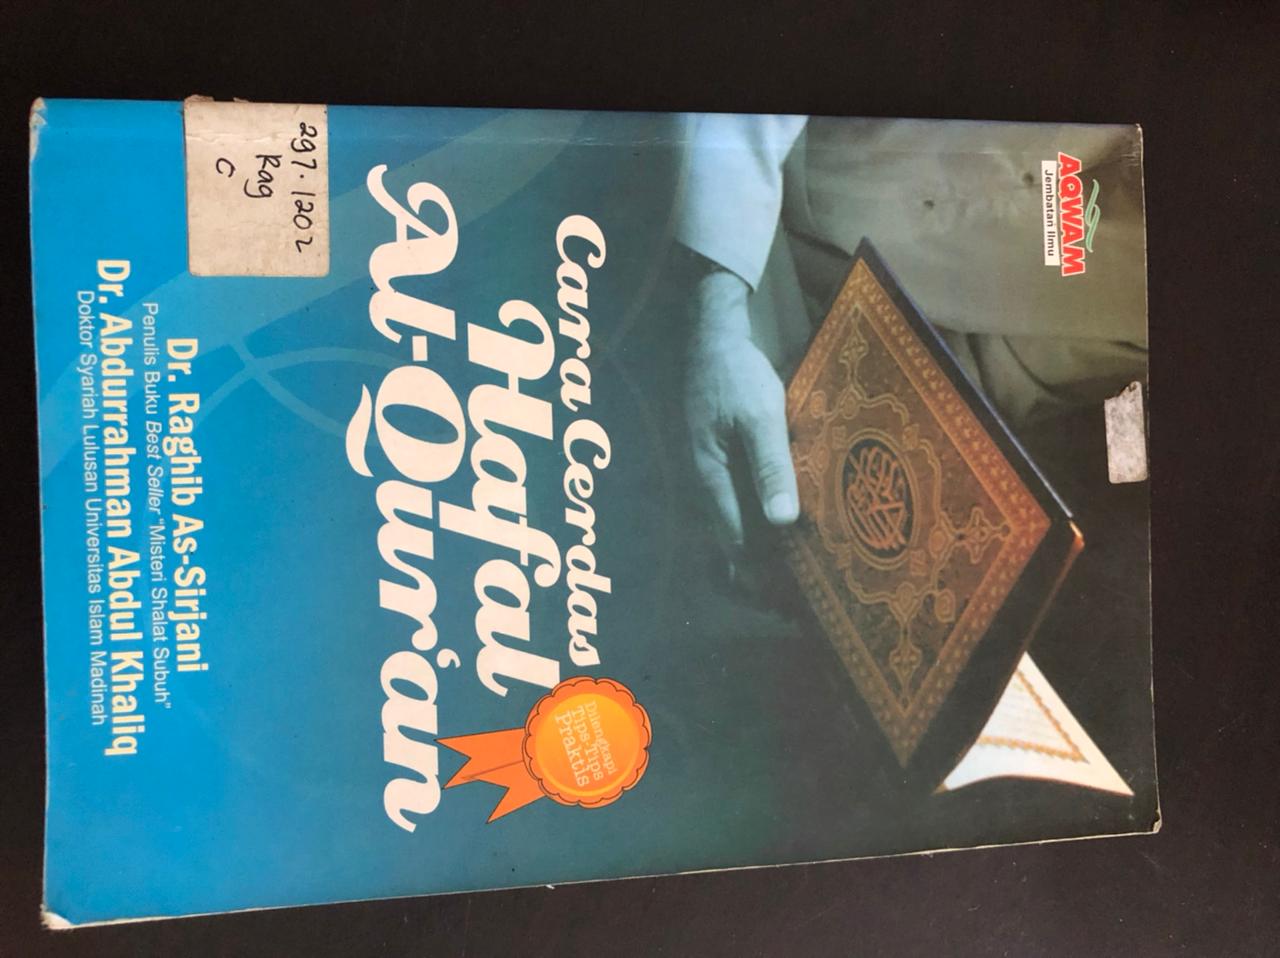 AQWAM
Jembatan Ilmu
Cara Cerdas
Hafal
Al-Qur'an
Dilengkapi
Tips-Tips
Praktis
297.1202
Rag
C
Dr. Raghib As-Sirjani
Penulis Buku Best Seller "Misteri Shalat Subuh"
Dr. Abdurrahman Abdul Khaliq
Doktor Syariah Lulusan Universitas Islam Madinah